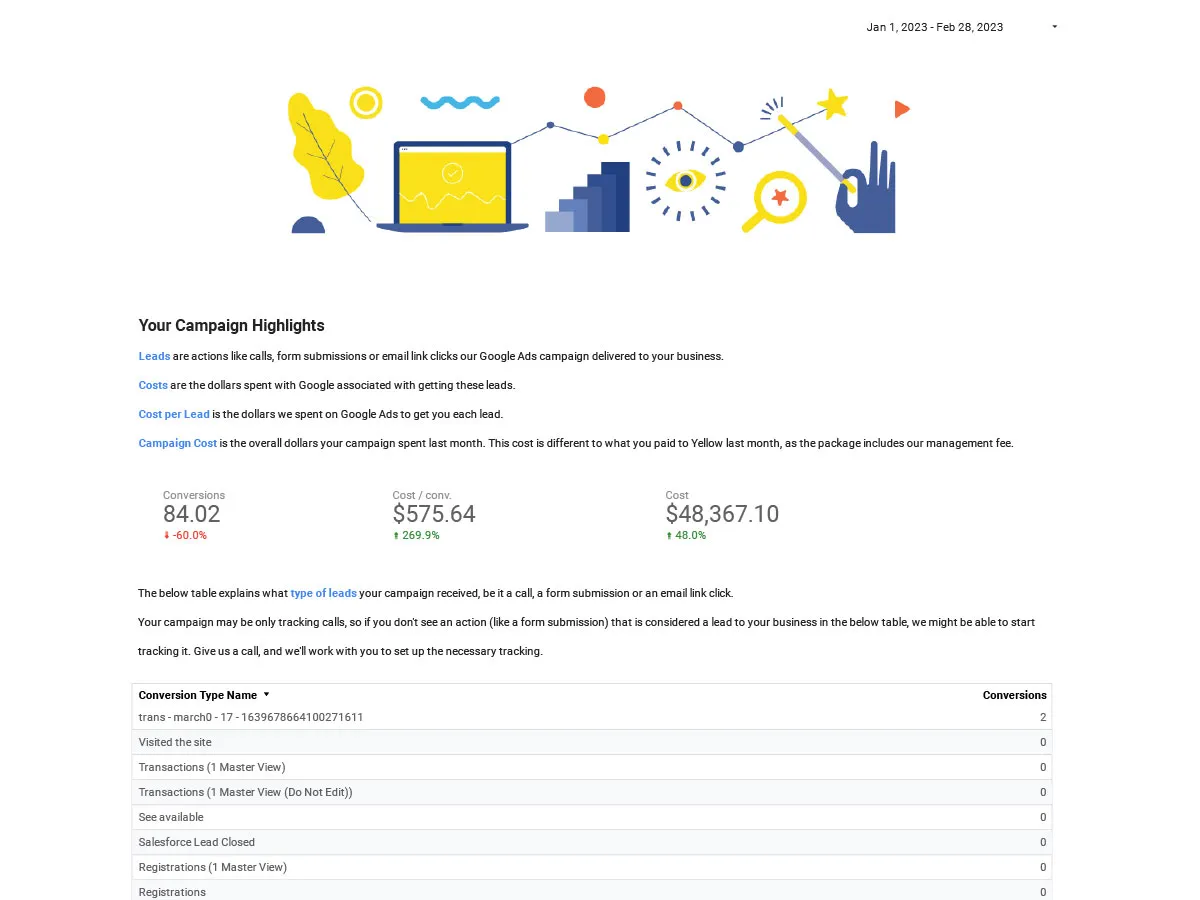 Jan 1, 2023 - Feb 28, 2023
Your Campaign Highlights
Leads are actions like calls, form submissions or email link clicks our Google Ads campaign delivered to your business.
Costs are the dollars spent with Google associated with getting these leads.
Cost per Lead is the dollars we spent on Google Ads to get you each lead.
Campaign Cost is the overall dollars your campaign spent last month. This cost is different to what you paid to Yellow last month, as the package includes our management fee.
Conversions Cost / conv. Cost
84.02 $575.64 $48,367.10
-60.0% 269.9% 48.0%
The below table explains what type of leads your campaign received, be it a call, a form submission or an email link click.
Your campaign may be only tracking calls, so if you don't see an action (like a form submission) that is considered a lead to your business in the below table, we might be able to start
tracking it. Give us a call, and we'll work with you to set up the necessary tracking.
Conversion Type Name Conversions
trans - march0 - 17 - 1639678664100271611 2
Visited the site 0
Transactions (1 Master View) 0
Transactions (1 Master View (Do Not Edit)) 0
See available 0
Salesforce Lead Closed 0
Registrations (1 Master View) 0
Registrations 0